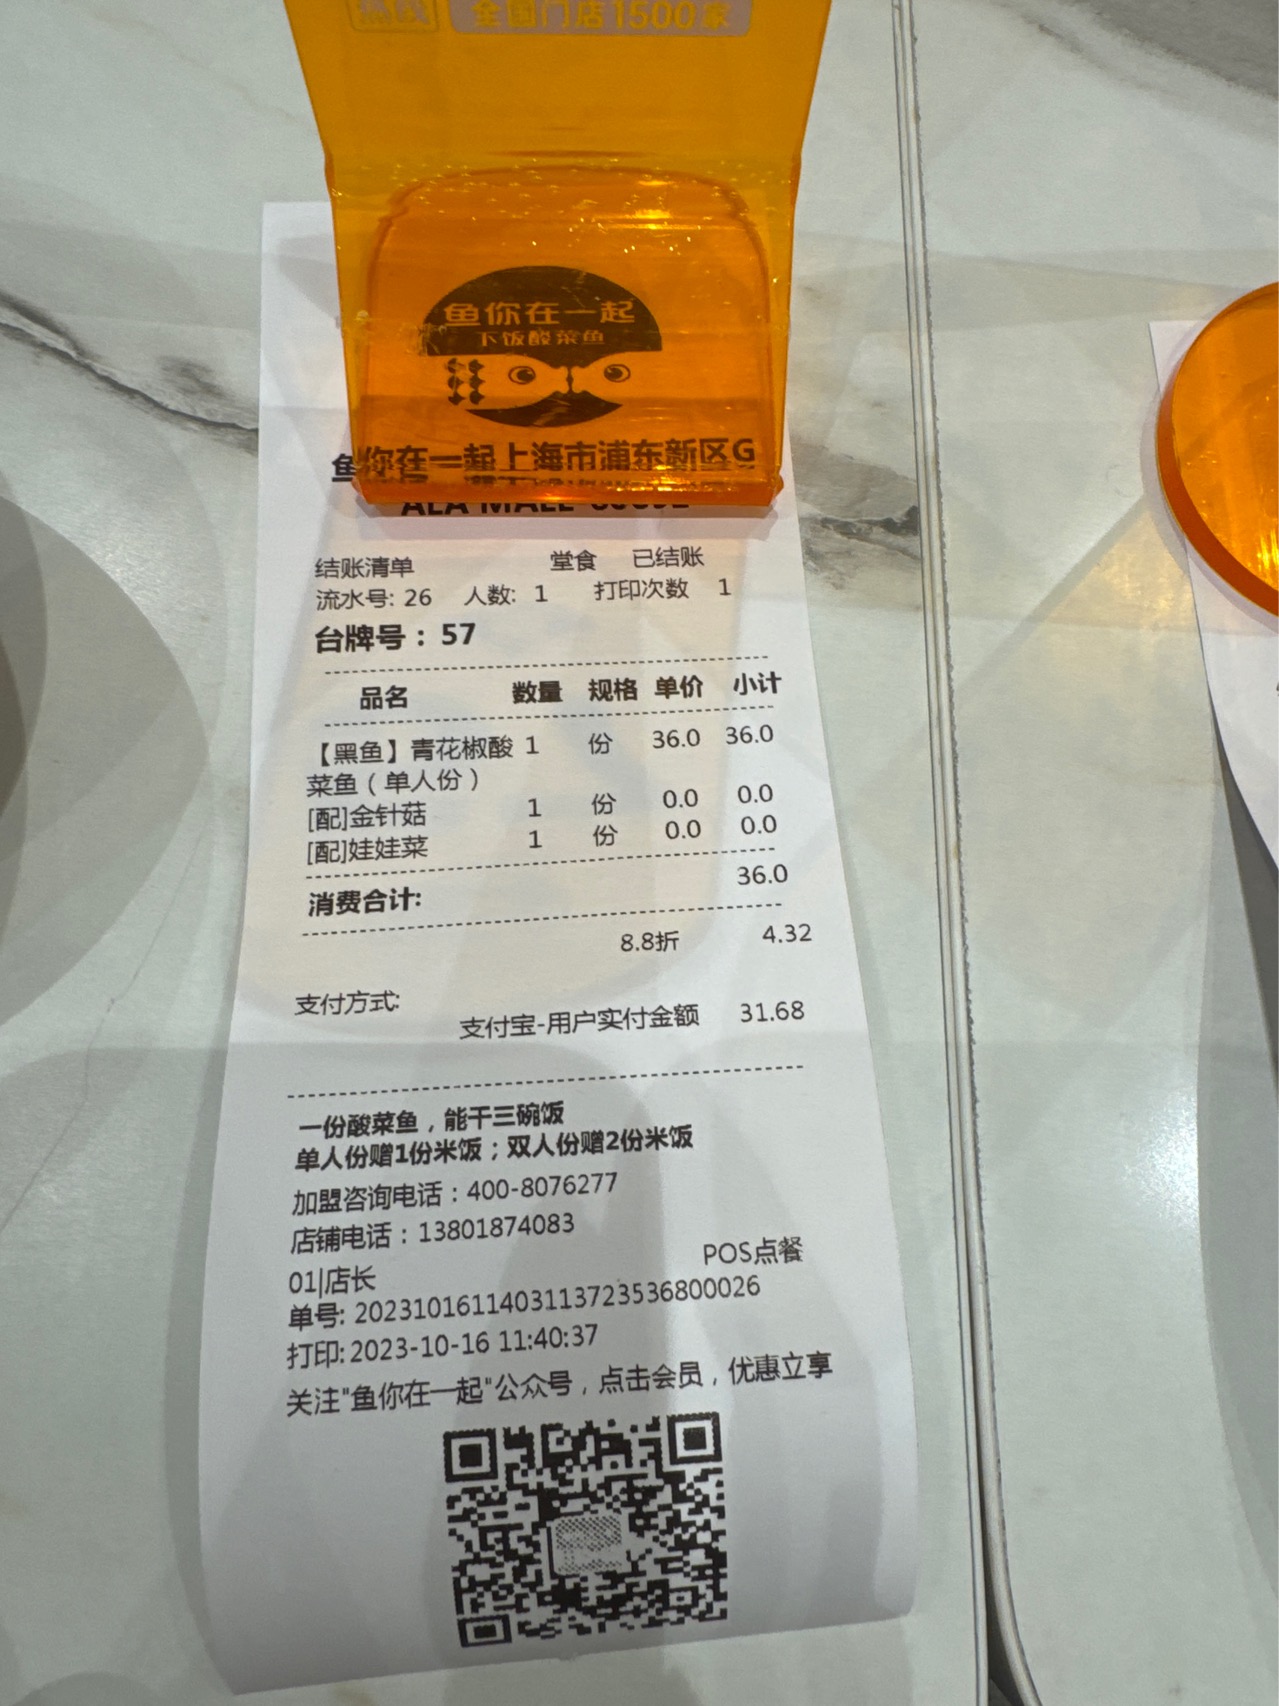 全国门店1500家
鱼你在一起
下饭酸菜鱼
鱼你在一起上海市浦东新区G
ALA MALL
结账清单 堂食 已结账
流水号: 26 人数: 1 打印次数 1
台牌号： 57
品名 数量 规格 单价 小计
【黑鱼】青花椒酸 1 份 36.0 36.0
菜鱼（单人份）
[配]金针菇 1 份 0.0 0.0
[配]娃娃菜 1 份 0.0 0.0
消费合计: 36.0
8.8折 4.32
支付方式:
支付宝-用户实付金额 31.68
一份酸菜鱼，能干三碗饭
单人份赠1份米饭；双人份赠2份米饭
加盟咨询电话：400-8076277
店铺电话：13801874083
01|店长 POS点餐
单号: 2023101611403113723536800026
打印: 2023-10-16 11:40:37
关注"鱼你在一起"公众号，点击会员，优惠立享